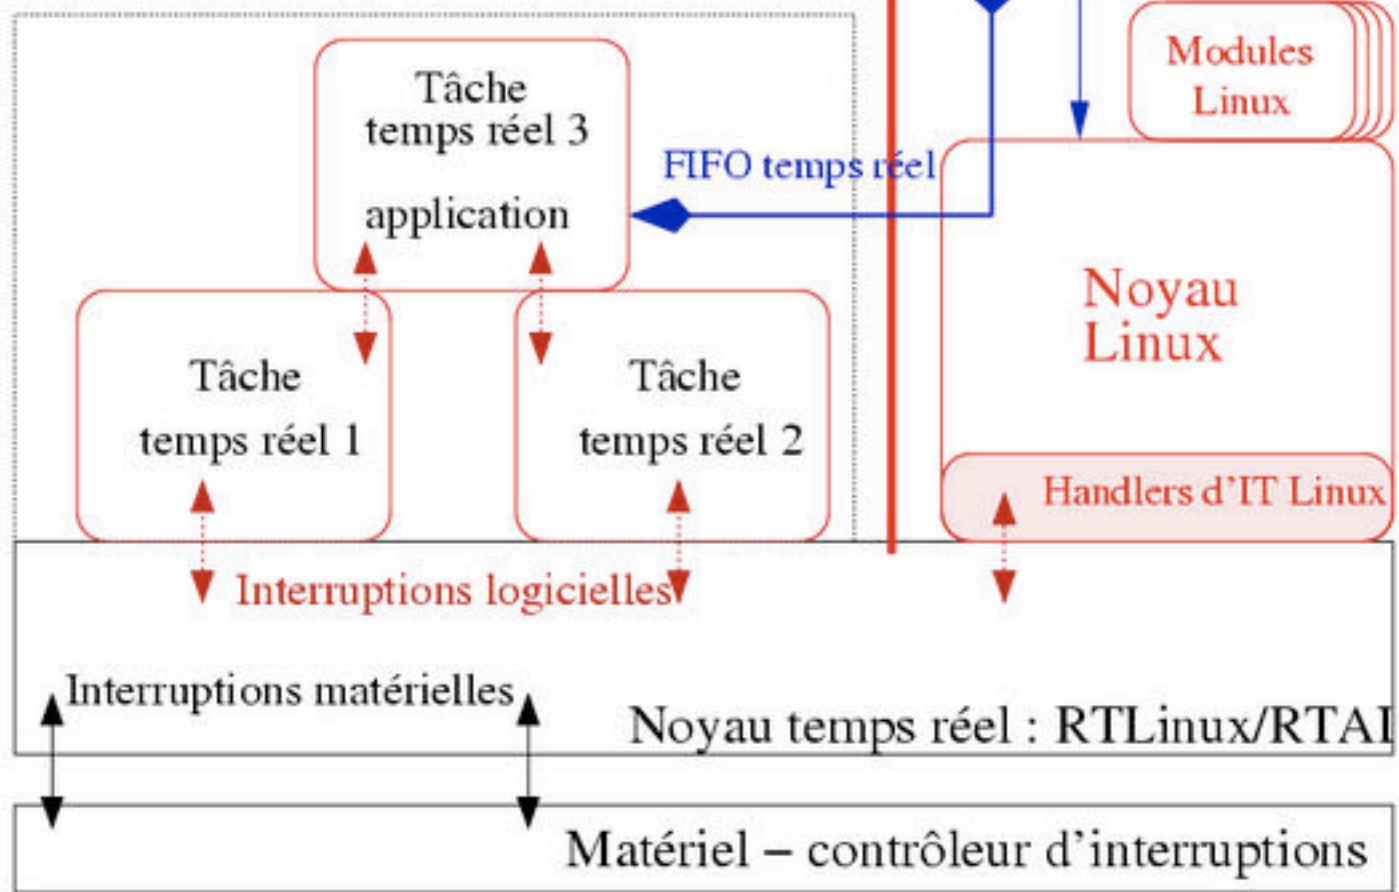 Modules
Linux
Tâche
temps réel 3
application
FIFO temps réel
Noyau
Linux
Tâche
temps réel 1
Tâche
temps réel 2
Handlers d'IT Linux
Interruptions logicielles
Interruptions matérielles
Noyau temps réel : RTLinux/RTAI
Matériel – contrôleur d'interruptions